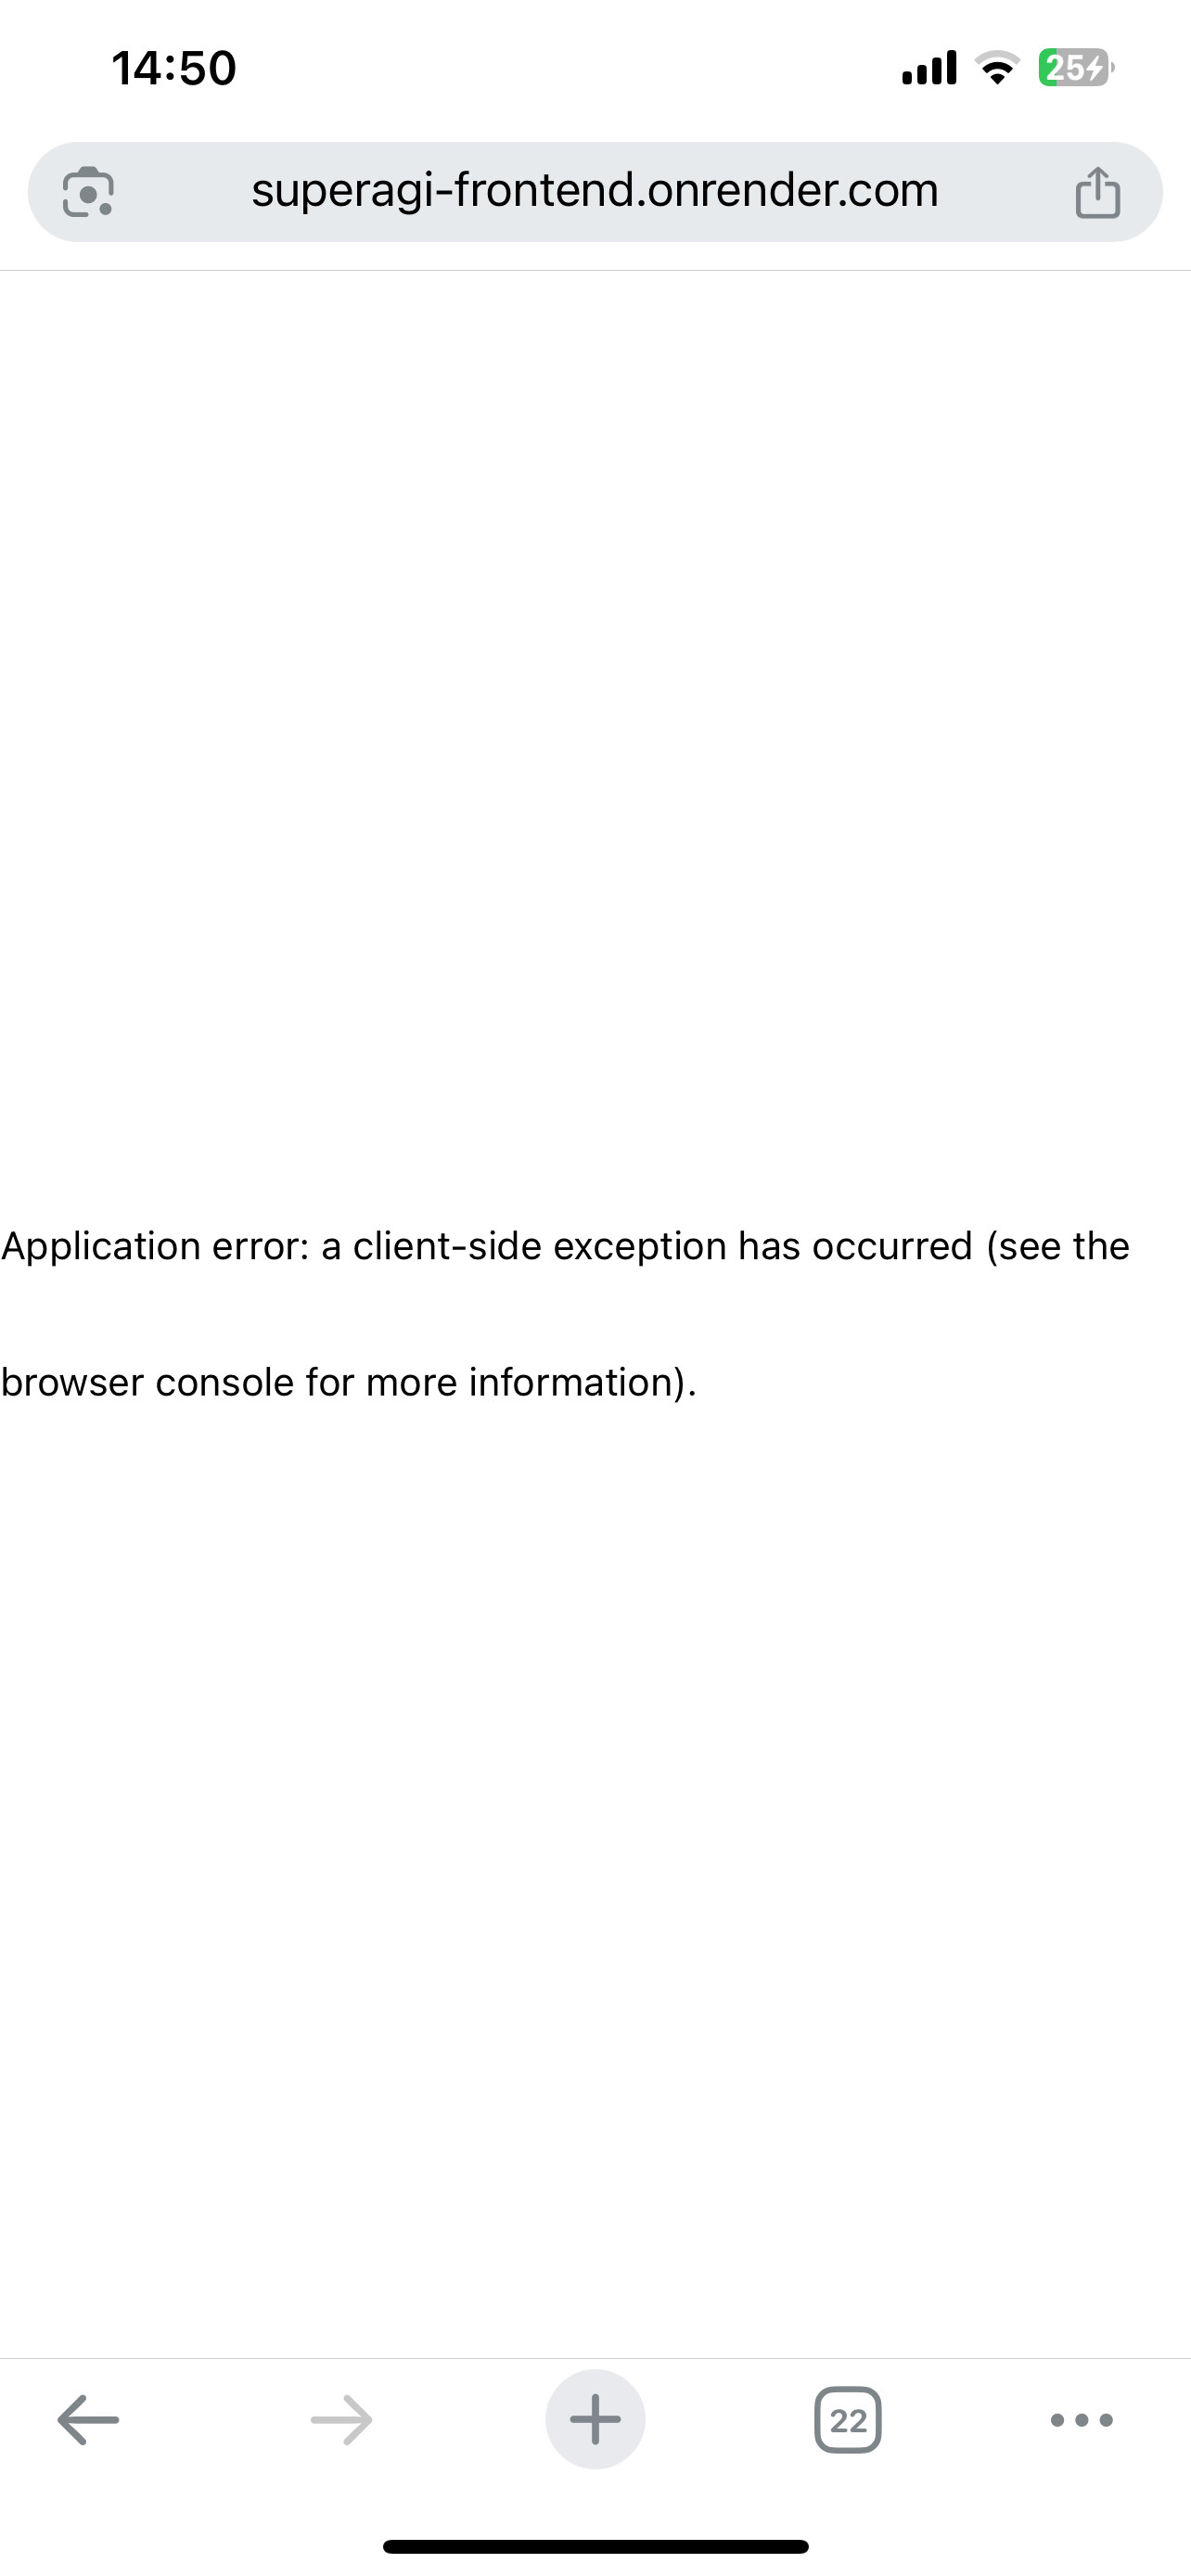 14:50
25
superagi-frontend.onrender.com
Application error: a client-side exception has occurred (see the
browser console for more information).
22